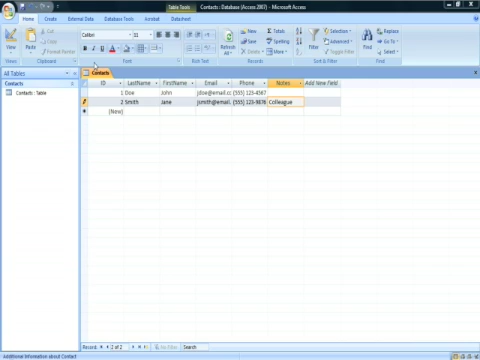 Table Tools
Contacts : Database (Access 2007) - Microsoft Access
Home Create External Data Database Tools Acrobat Datasheet
View
Views
Paste
Cut
Copy
Format Painter
Clipboard
Calibri 11
B I U
Font
Rich Text
Refresh All
New
Save
Delete
Totals
Spelling
More
Records
Filter
Selection
Advanced
Toggle Filter
Sort & Filter
Find
Replace
Go To
Select
Find
All Tables
Contacts
Contacts : Table
Contacts
ID LastName FirstName Email Phone Notes Add New Field
1 Doe John jdoe@email.cc (555) 123-4567
2 Smith Jane jsmith@email. (555) 123-9876 Colleague
(New)
Record: 2 of 2 No Filter Search
Additional Information about Contact